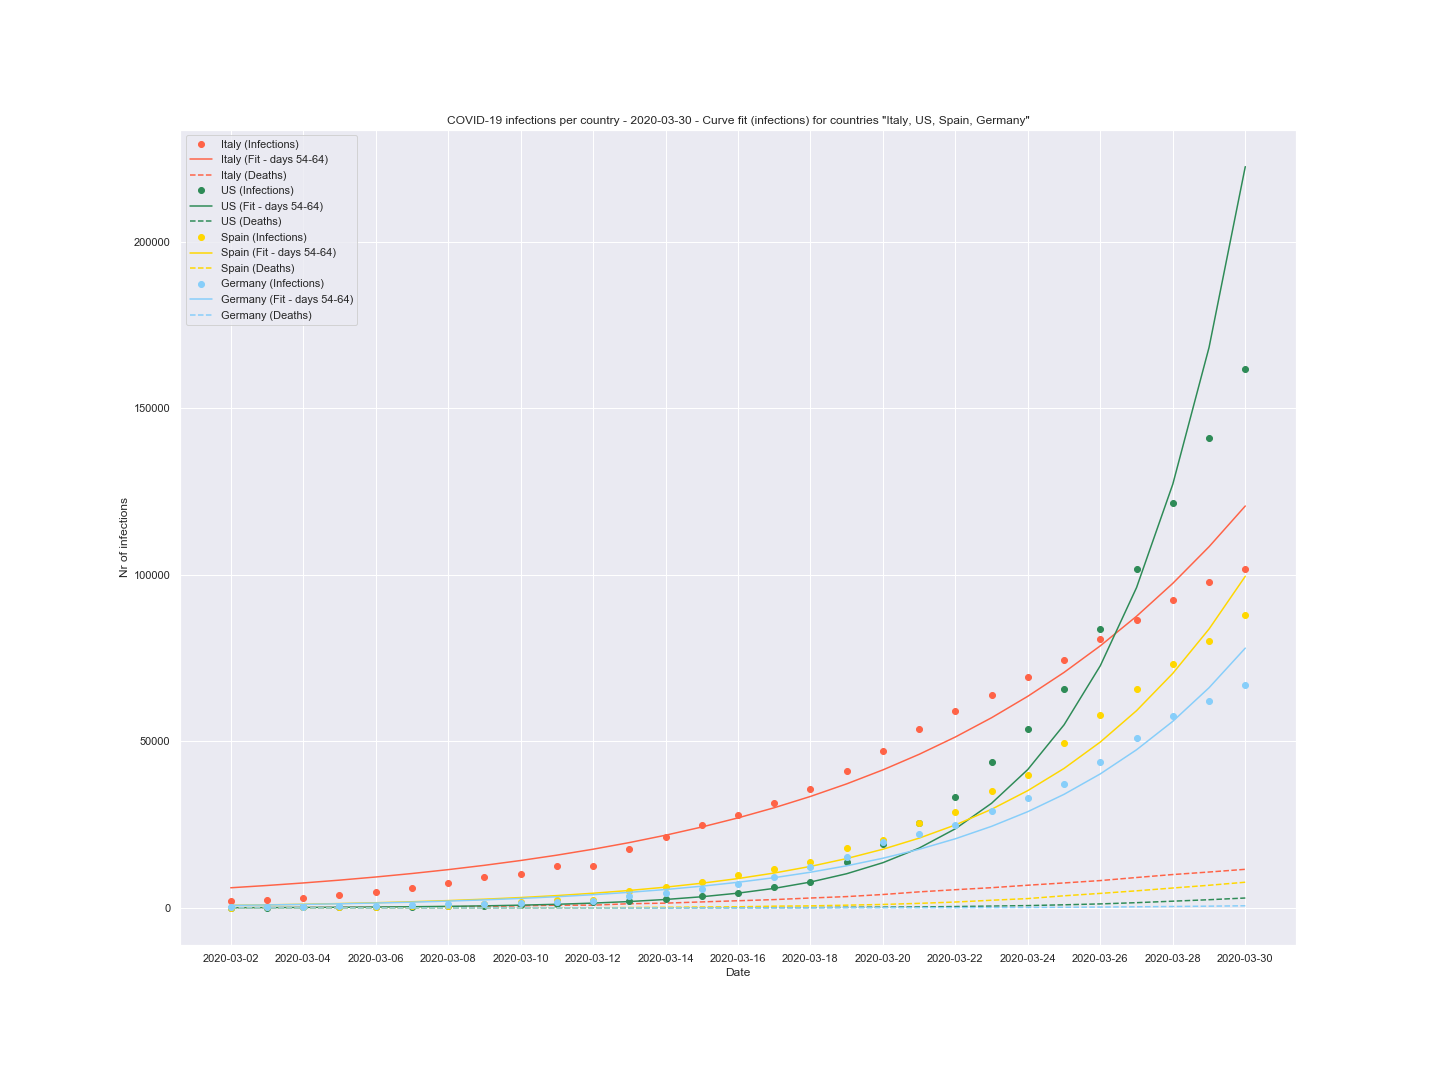 COVID-19 infections per country - 2020-03-30 - Curve fit (infections) for countries "Italy, US, Spain, Germany"
Italy (Infections)
Italy (Fit - days 54-64)
Italy (Deaths)
US (Infections)
US (Fit - days 54-64)
US (Deaths)
Spain (Infections)
Spain (Fit - days 54-64)
Spain (Deaths)
Germany (Infections)
Germany (Fit - days 54-64)
Germany (Deaths)
200000
150000
100000
50000
0
Nr of infections
2020-03-02 2020-03-04 2020-03-06 2020-03-08 2020-03-10 2020-03-12 2020-03-14 2020-03-16 2020-03-18 2020-03-20 2020-03-22 2020-03-24 2020-03-26 2020-03-28 2020-03-30
Date